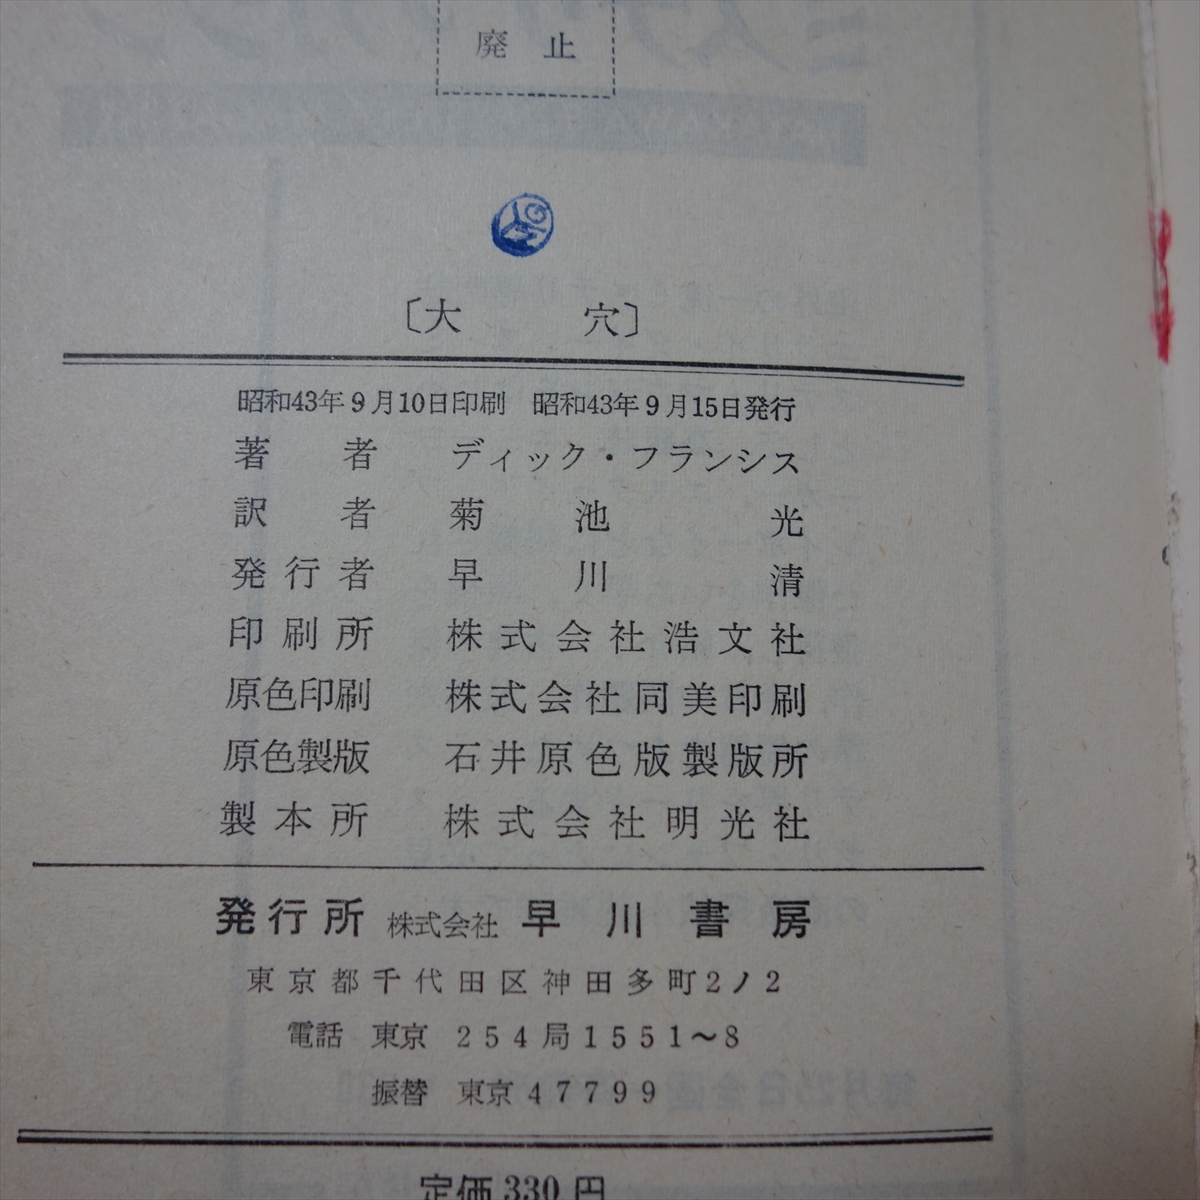 廃止
〔大穴〕
昭和43年9月10日印刷 昭和43年9月15日発行
著者 ディック・フランシス
訳者 菊池光
発行者 早川清
印刷所 株式会社浩文社
原色印刷 株式会社同美印刷
原色製版 石井原色版製版所
製本所 株式会社明光社
発行所 株式会社 早川書房
東京都千代田区神田多町2ノ2
電話 東京 254局1551~8
振替 東京47799
定価330円